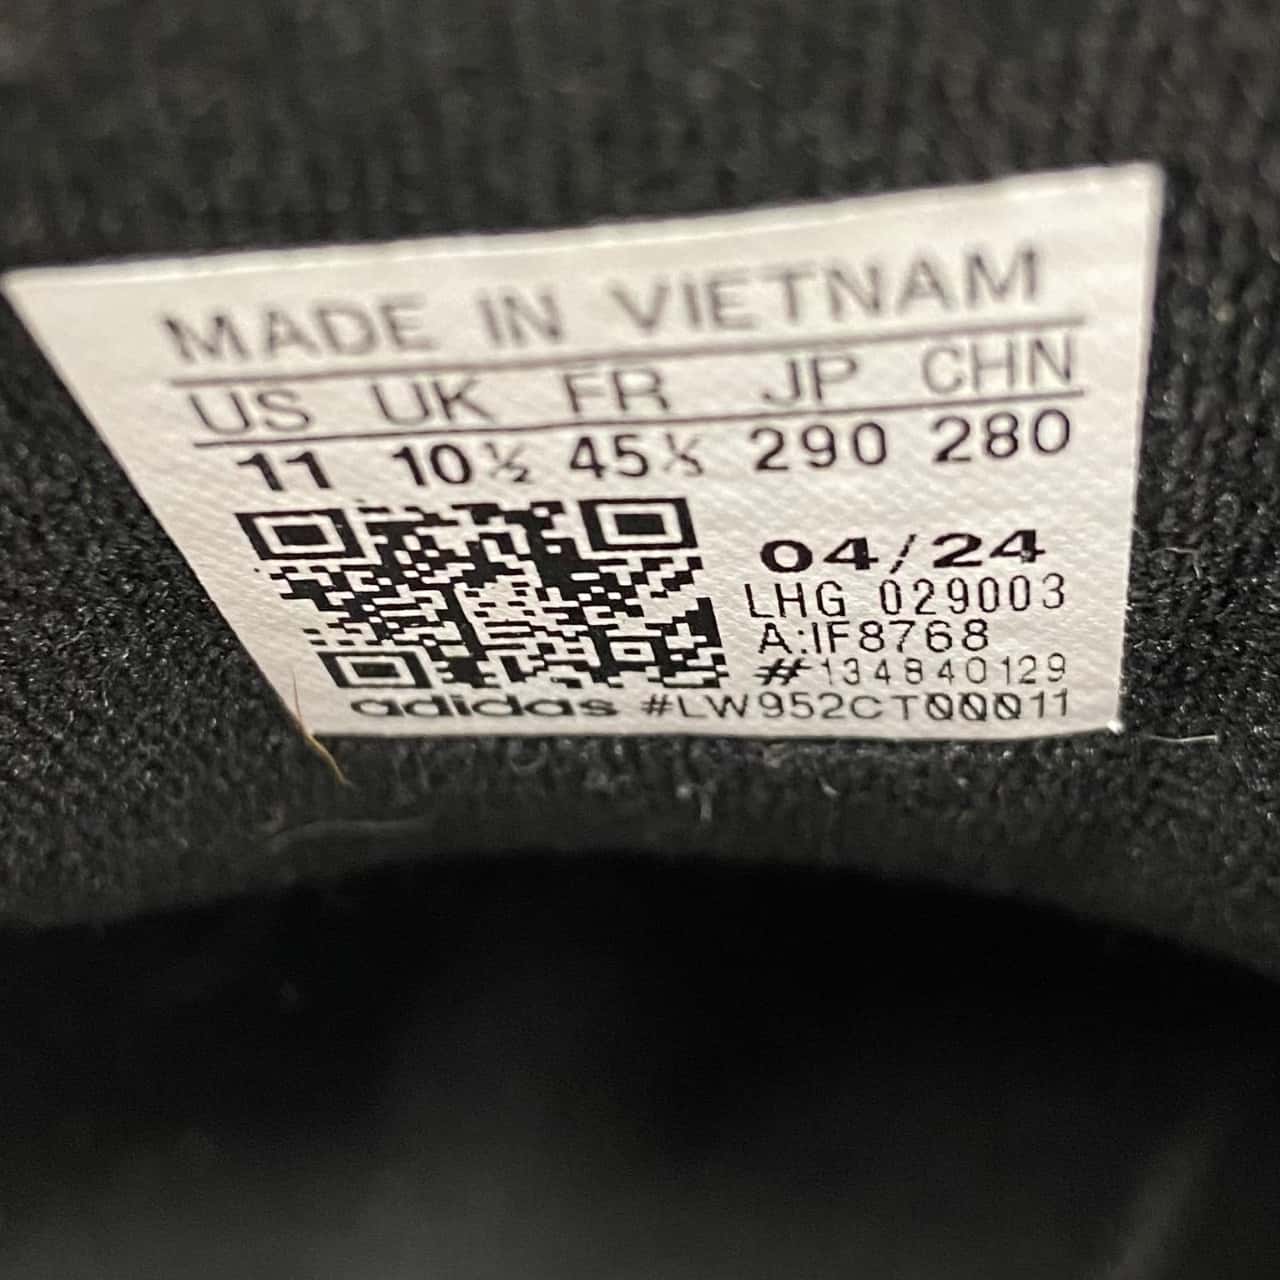 MADE IN VIETNAM
US UK FR JP CHN
11 10½ 45⅓ 290 280
04/24
LHG 029003
A:IF8768
#134840129
adidas #LW952CT00011